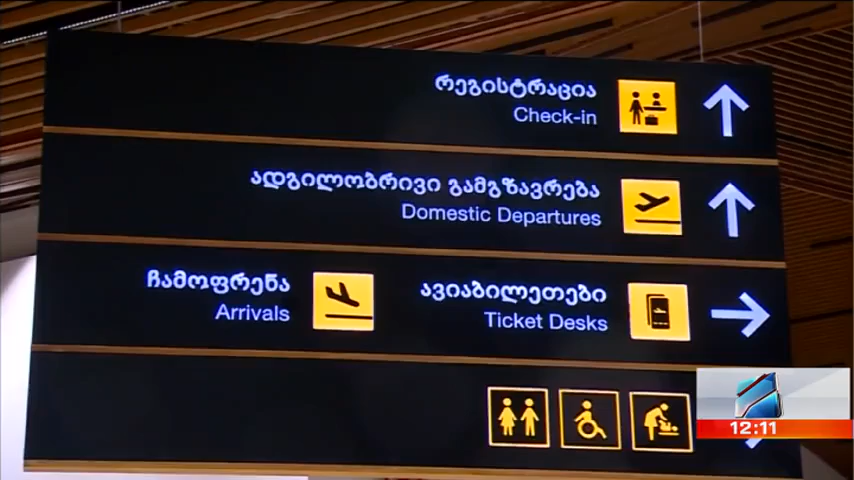 რეგისტრაცია
Check-in
ადგილობრივი გამგზავრება
Domestic Departures
ჩამოფრენა
Arrivals
ავიაბილეთები
Ticket Desks
12:11